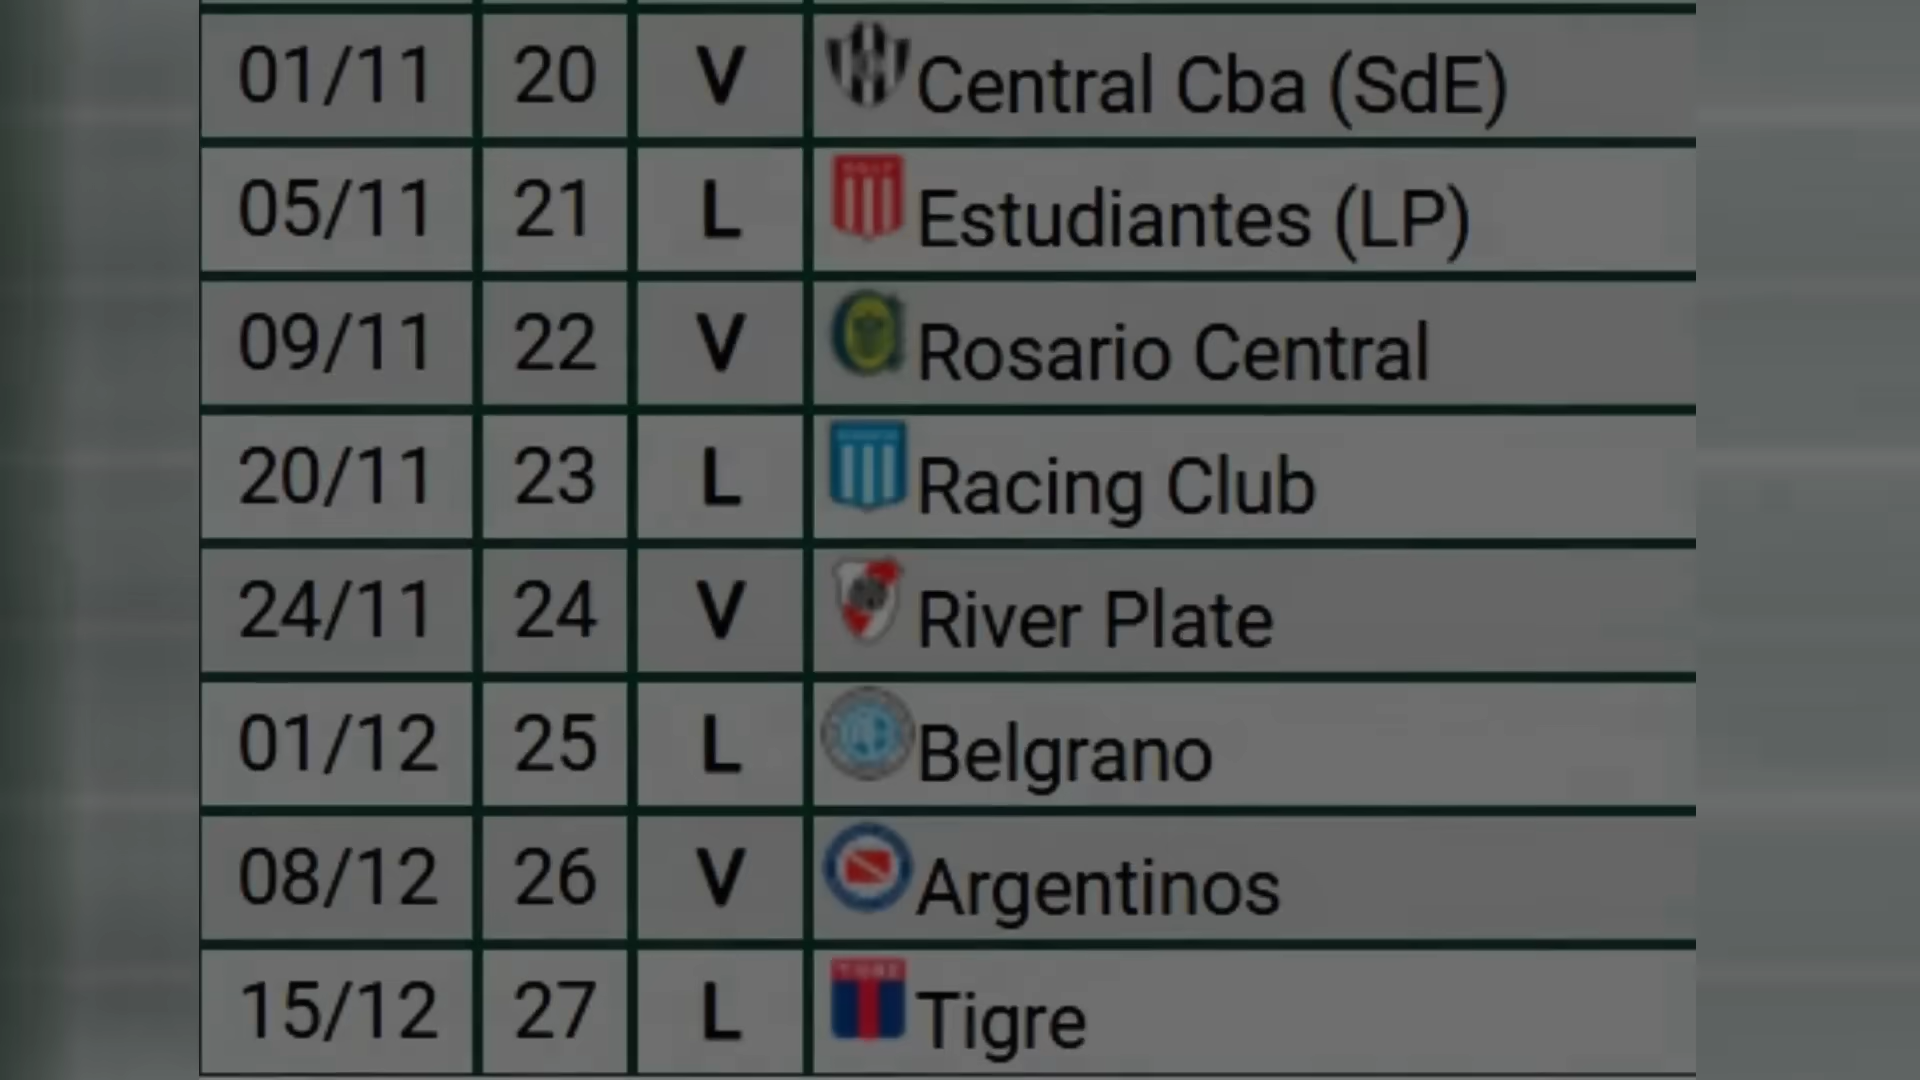 01/11 20 V Central Cba (SdE)
05/11 21 L Estudiantes (LP)
09/11 22 V Rosario Central
20/11 23 L Racing Club
24/11 24 V River Plate
01/12 25 L Belgrano
08/12 26 V Argentinos
15/12 27 L Tigre